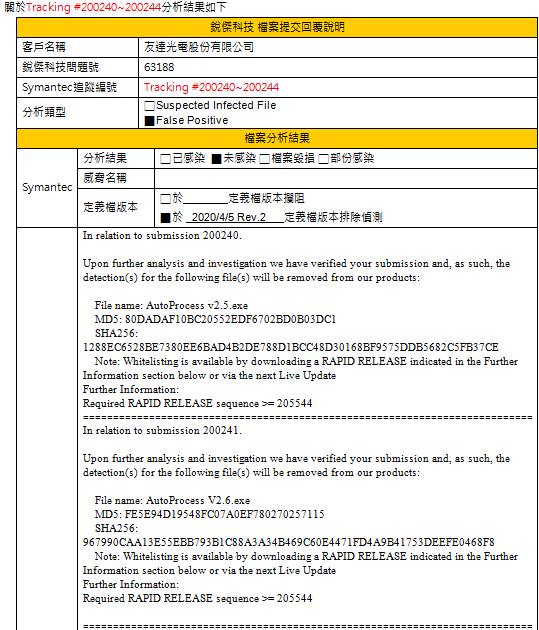 關於Tracking #200240~200244分析結果如下
銳傑科技 檔案提交回覆說明
客戶名稱 友達光電股份有限公司
銳傑科技問題號 63188
Symantec追蹤編號 Tracking #200240~200244
分析類型 □Suspected Infected File
■False Positive
檔案分析結果
Symantec 分析結果 □已感染 ■未感染 □檔案毀損 □部份感染
威脅名稱
定義檔版本 □於________定義檔版本攔阻
■於 _2020/4/5 Rev.2___定義檔版本排除偵測
In relation to submission 200240.
Upon further analysis and investigation we have verified your submission and, as such, the
detection(s) for the following file(s) will be removed from our products:
File name: AutoProcess v2.5.exe
MD5: 80DADAF10BC20552EDF6702BD0B03DC1
SHA256:
1288EC6528BE7380EE6BAD4B2DE788D1BCC48D30168BF9575DDB5682C5FB37CE
Note: Whitelisting is available by downloading a RAPID RELEASE indicated in the Further
Information section below or via the next Live Update
Further Information:
Required RAPID RELEASE sequence >= 205544
===========================================================================
In relation to submission 200241.
Upon further analysis and investigation we have verified your submission and, as such, the
detection(s) for the following file(s) will be removed from our products:
File name: AutoProcess V2.6.exe
MD5: FE5E94D19548FC07A0EF780270257115
SHA256:
967990CAA13E55EBB793B1C88A3A34B469C60E4471FD4A9B41753DEEFE0468F8
Note: Whitelisting is available by downloading a RAPID RELEASE indicated in the Further
Information section below or via the next Live Update
Further Information:
Required RAPID RELEASE sequence >= 205544
===========================================================================